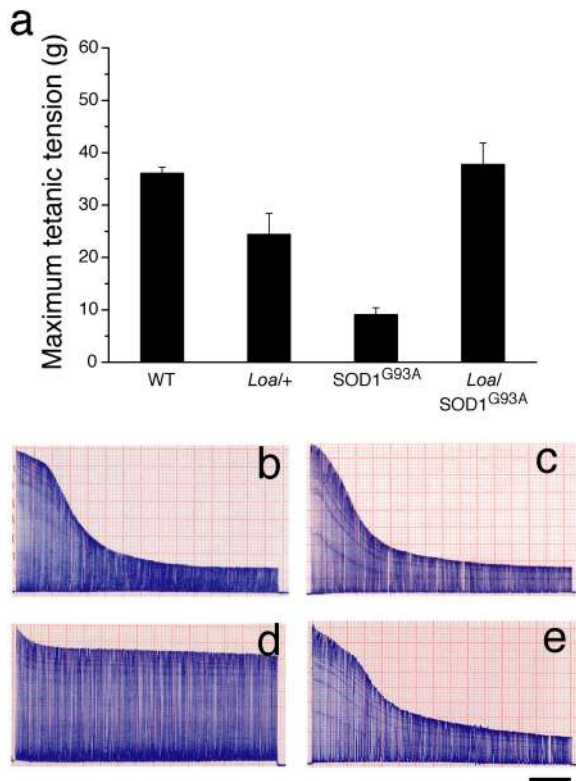 a
Maximum tetanic tension (g)
60
50
40
30
20
10
0
WT
Loa/+
SOD1G93A
Loa/
SOD1G93A
b
c
d
e